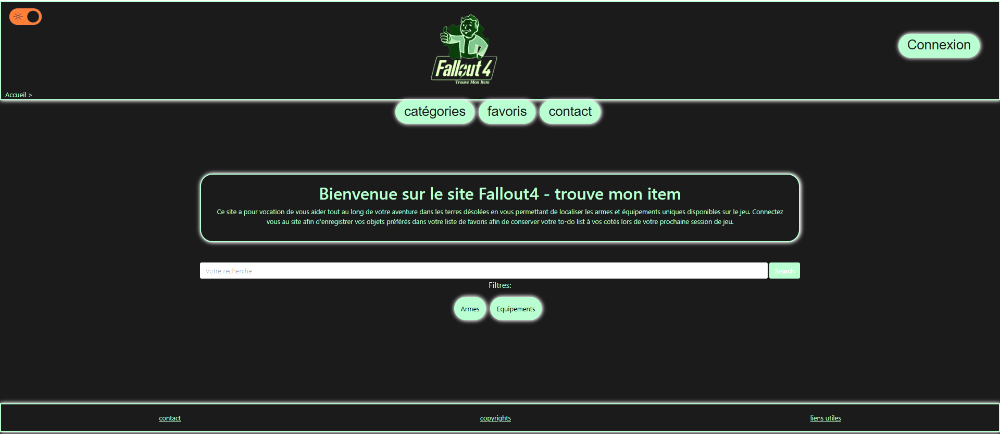 Fallout 4
Trouve Mon Item
Connexion
Accueil >
catégories favoris contact
Bienvenue sur le site Fallout4 - trouve mon item
Ce site a pour vocation de vous aider tout au long de votre aventure dans les terres désolées en vous permettant de localiser les armes et équipements uniques disponibles sur le jeu. Connectez
vous au site afin d'enregistrer vos objets préférés dans votre liste de favoris afin de conserver votre to-do list à vos cotés lors de votre prochaine session de jeu.
Votre recherche Search
Filtres:
Armes Equipements
contact copyrights liens utiles